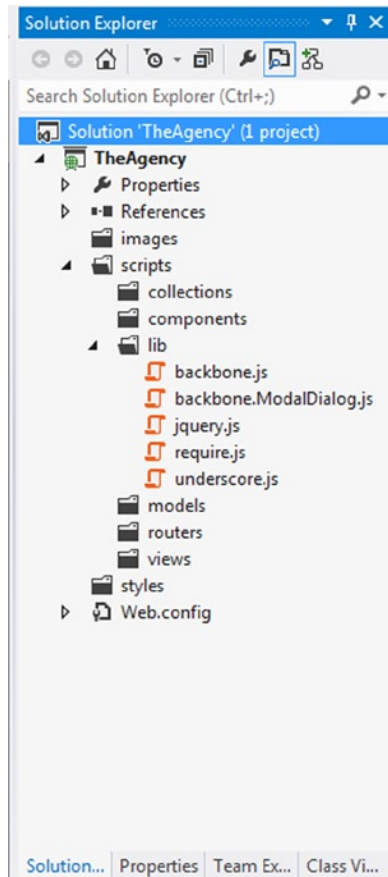 Solution Explorer
Search Solution Explorer (Ctrl+;)
Solution 'TheAgency' (1 project)
TheAgency
Properties
References
images
scripts
collections
components
lib
backbone.js
backbone.ModalDialog.js
jquery.js
require.js
underscore.js
models
routers
views
styles
Web.config
Solution... Properties Team Ex... Class Vi...